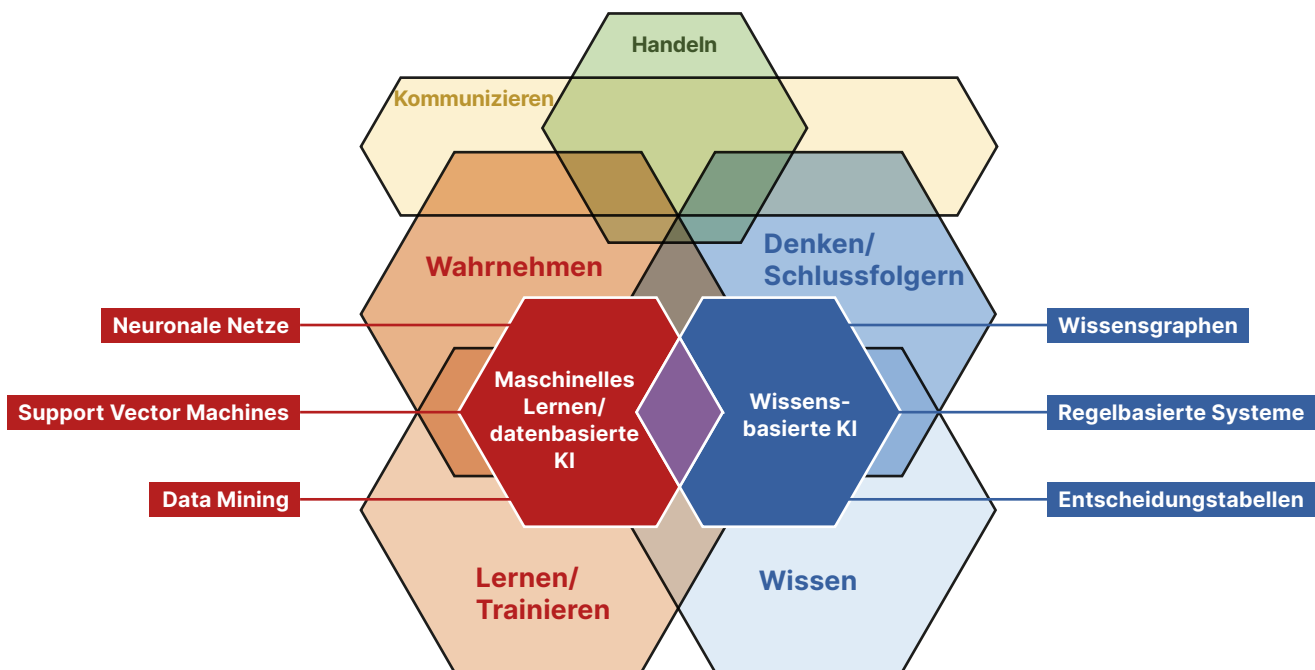 Handeln
Kommunizieren
Wahrnehmen
Denken/
Schlussfolgern
Neuronale Netze
Wissensgraphen
Maschinelles
Lernen/
datenbasierte
KI
Wissens-
basierte KI
Support Vector Machines
Regelbasierte Systeme
Data Mining
Entscheidungstabellen
Lernen/
Trainieren
Wissen